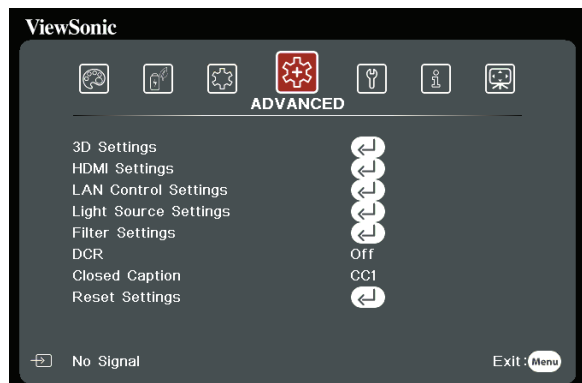 ViewSonic
ADVANCED
3D Settings
HDMI Settings
LAN Control Settings
Light Source Settings
Filter Settings
DCR Off
Closed Caption CC1
Reset Settings
No Signal Exit: Menu